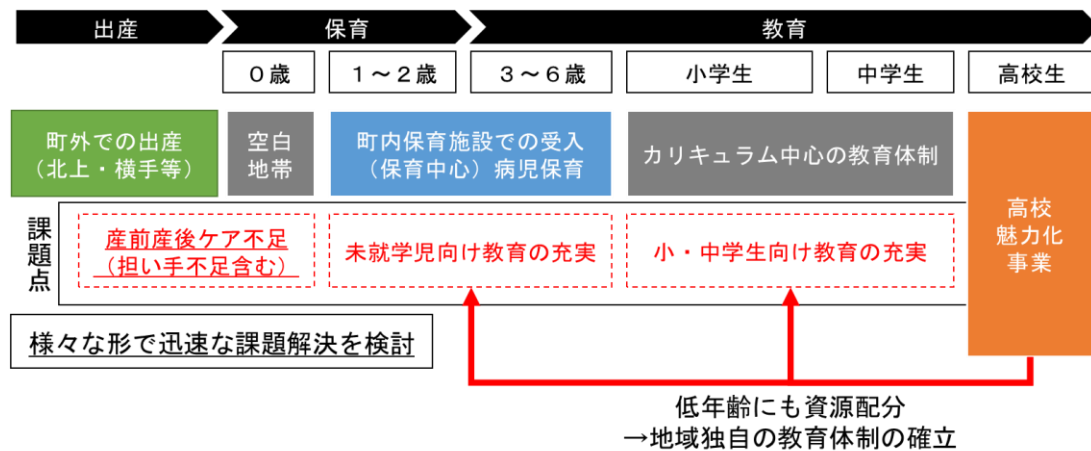 出産
保育
教育
０歳
１～２歳
３～６歳
小学生
中学生
高校生
町外での出産
（北上・横手等）
空白
地帯
町内保育施設での受入
（保育中心）病児保育
カリキュラム中心の教育体制
高校
魅力化
事業
課題点
産前産後ケア不足
（担い手不足含む）
未就学児向け教育の充実
小・中学生向け教育の充実
様々な形で迅速な課題解決を検討
低年齢にも資源配分
→地域独自の教育体制の確立